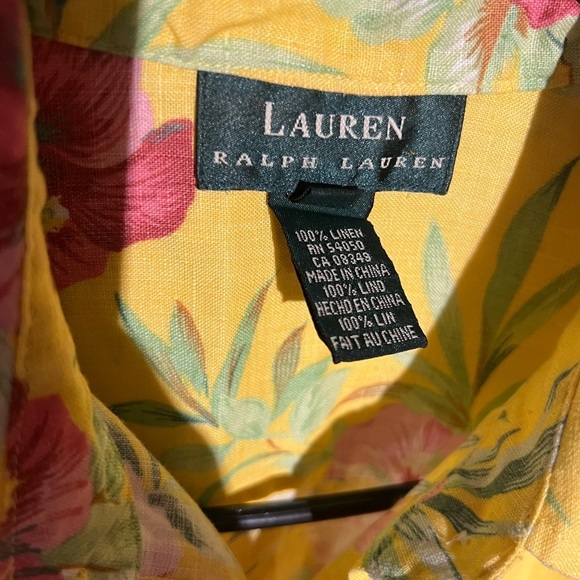 LAUREN
RALPH LAUREN
100% LINEN
RN 54050
CA 09349
MADE IN CHINA
100% LINO
HECHO EN CHINA
100% LIN
FAIT AU CHINE